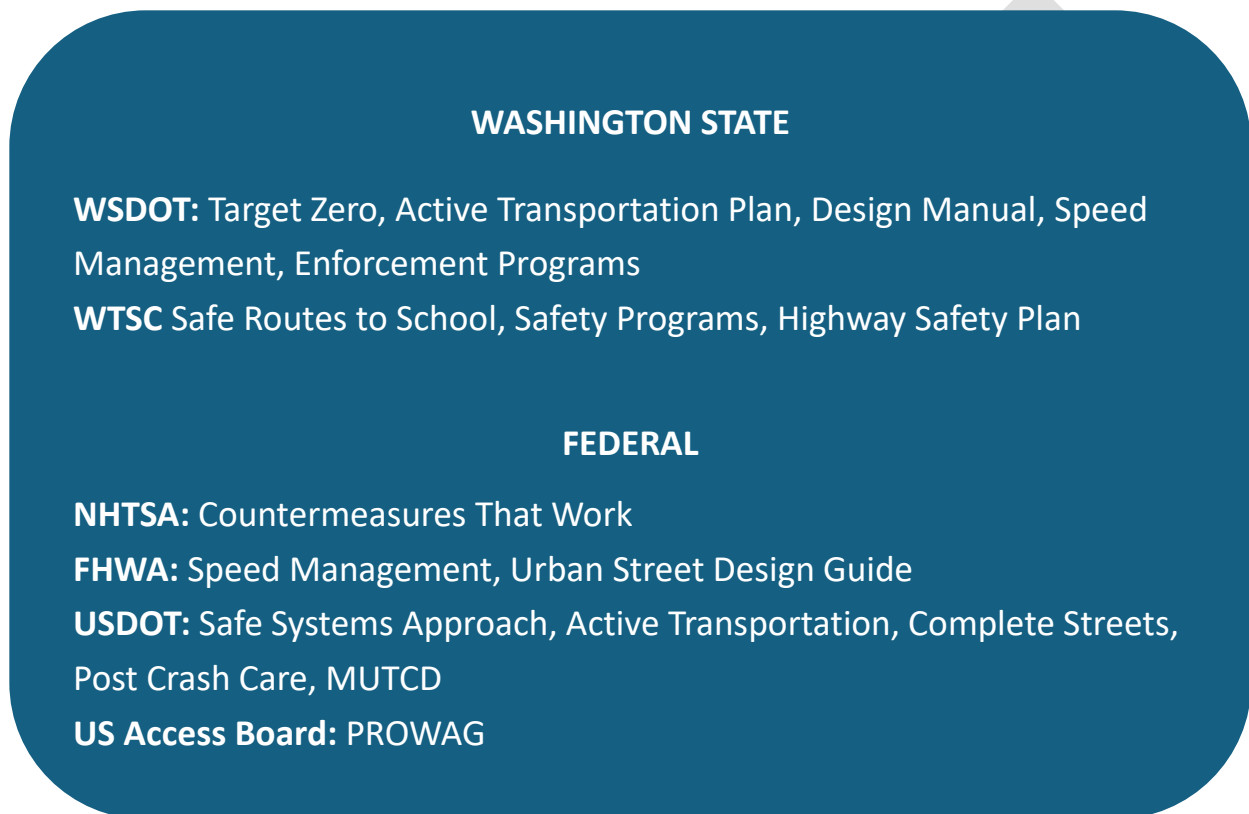 WASHINGTON STATE
WSDOT: Target Zero, Active Transportation Plan, Design Manual, Speed
Management, Enforcement Programs
WTSC Safe Routes to School, Safety Programs, Highway Safety Plan
FEDERAL
NHTSA: Countermeasures That Work
FHWA: Speed Management, Urban Street Design Guide
USDOT: Safe Systems Approach, Active Transportation, Complete Streets,
Post Crash Care, MUTCD
US Access Board: PROWAG